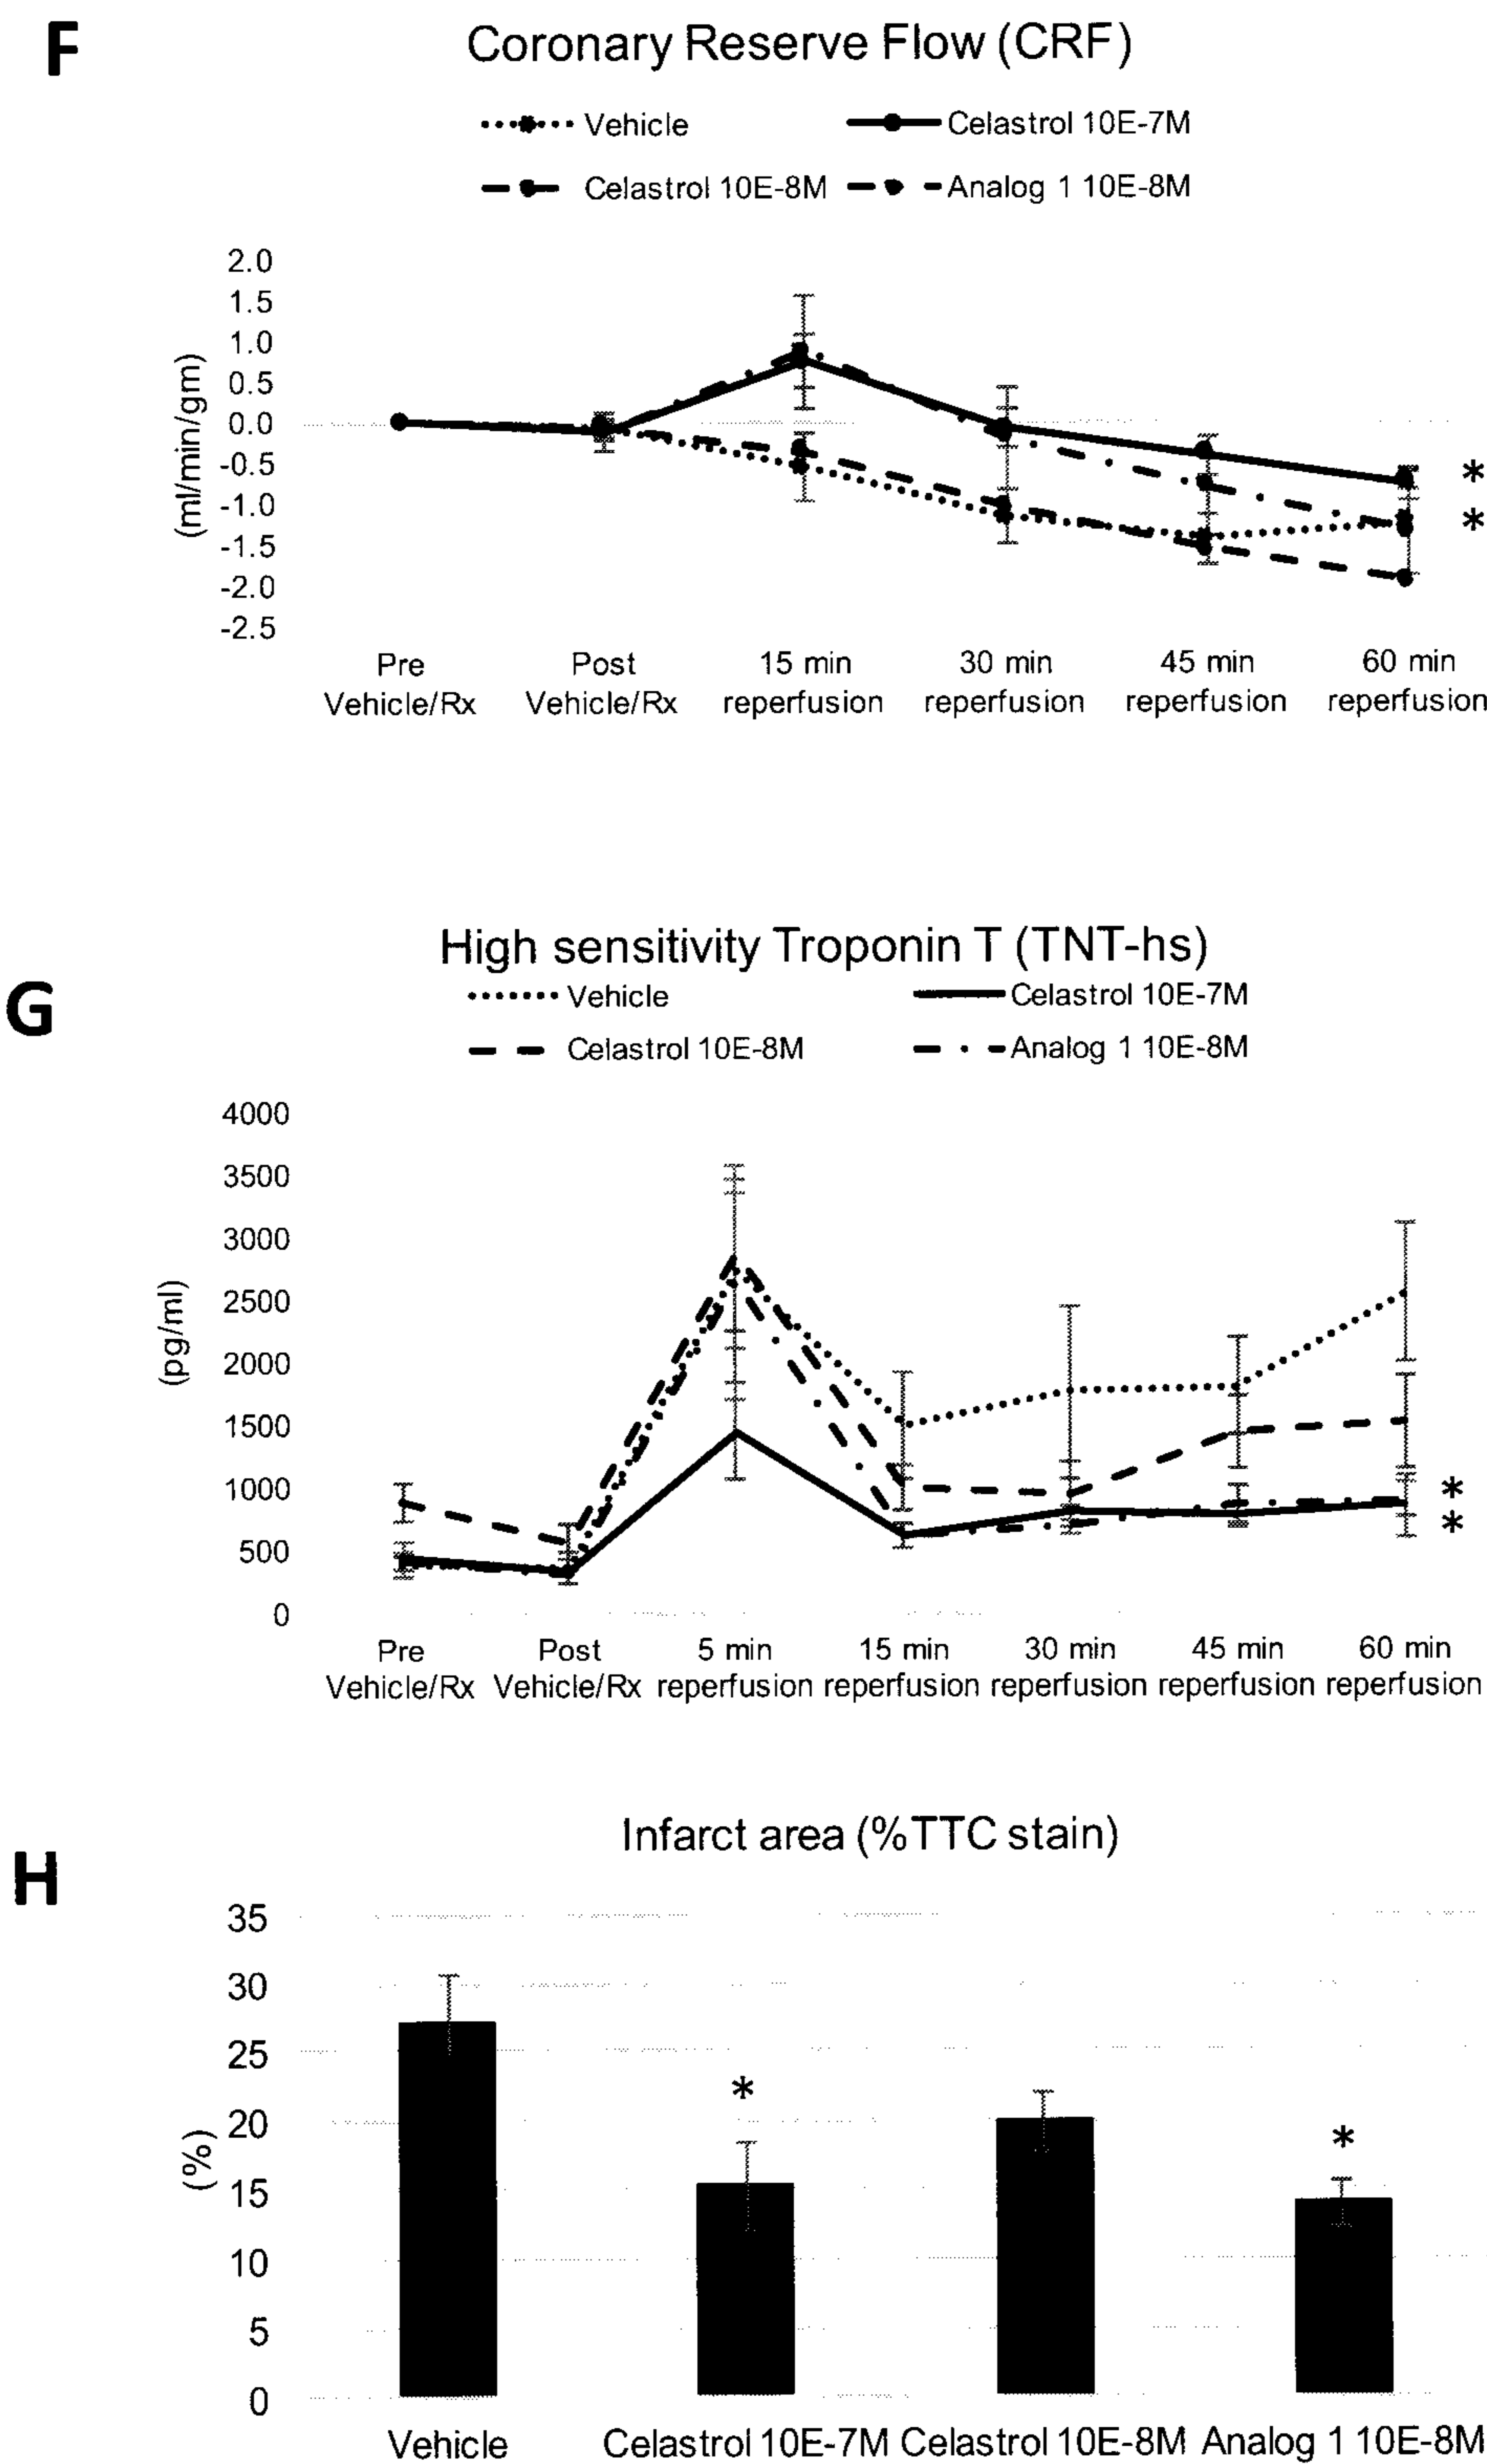 F
Coronary Reserve Flow (CRF)
Vehicle
Celastrol 10E-7M
Celastrol 10E-8M
Analog 1 10E-8M
(ml/min/gm)
2.0
1.5
1.0
0.5
0.0
-0.5
-1.0
-1.5
-2.0
-2.5
*
*
Pre
Vehicle/Rx
Post
Vehicle/Rx
15 min
reperfusion
30 min
reperfusion
45 min
reperfusion
60 min
reperfusion
G
High sensitivity Troponin T (TNT-hs)
Vehicle
Celastrol 10E-7M
Celastrol 10E-8M
Analog 1 10E-8M
(pg/ml)
4000
3500
3000
2500
2000
1500
1000
500
0
*
*
Pre
Vehicle/Rx
Post
Vehicle/Rx
5 min
reperfusion
15 min
reperfusion
30 min
reperfusion
45 min
reperfusion
60 min
reperfusion
H
Infarct area (%TTC stain)
(%)
35
30
25
20
15
10
5
0
*
*
Vehicle
Celastrol 10E-7M
Celastrol 10E-8M
Analog 1 10E-8M